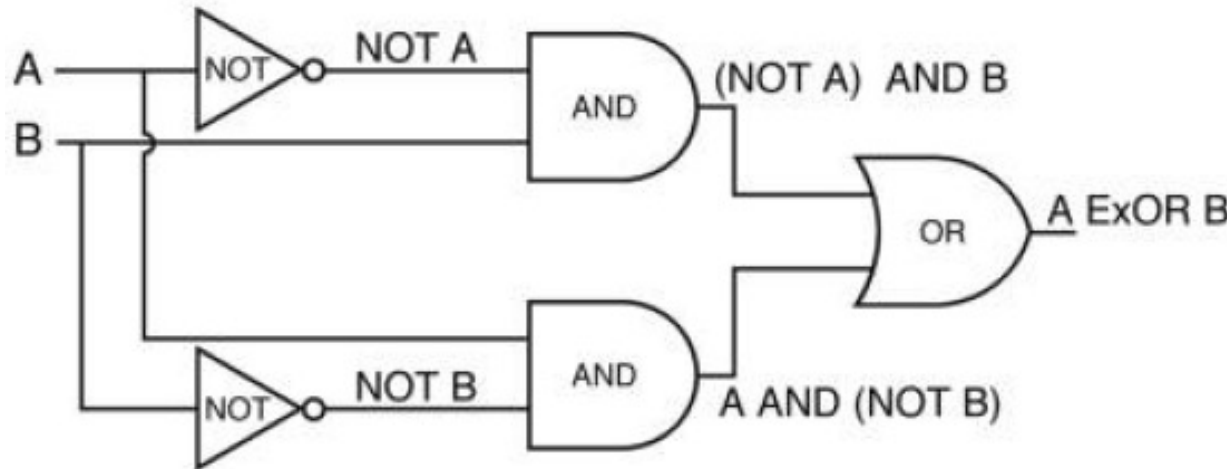 A
NOT
NOT A
AND
(NOT A) AND B
B
OR
A ExOR B
NOT
NOT B
AND
A AND (NOT B)